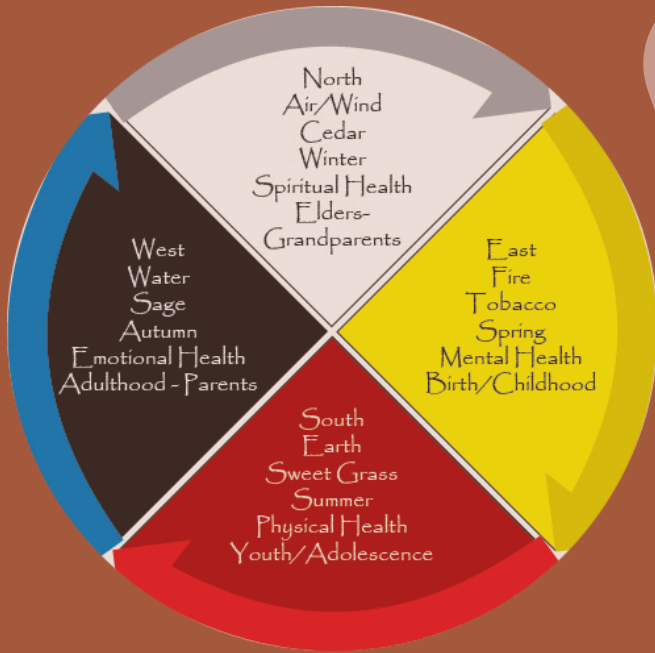 North
Air/Wind
Cedar
Winter
Spiritual Health
Elders-
Grandparents
West
Water
Sage
Autumn
Emotional Health
Adulthood - Parents
East
Fire
Tobacco
Spring
Mental Health
Birth/Childhood
South
Earth
Sweet Grass
Summer
Physical Health
Youth/Adolescence